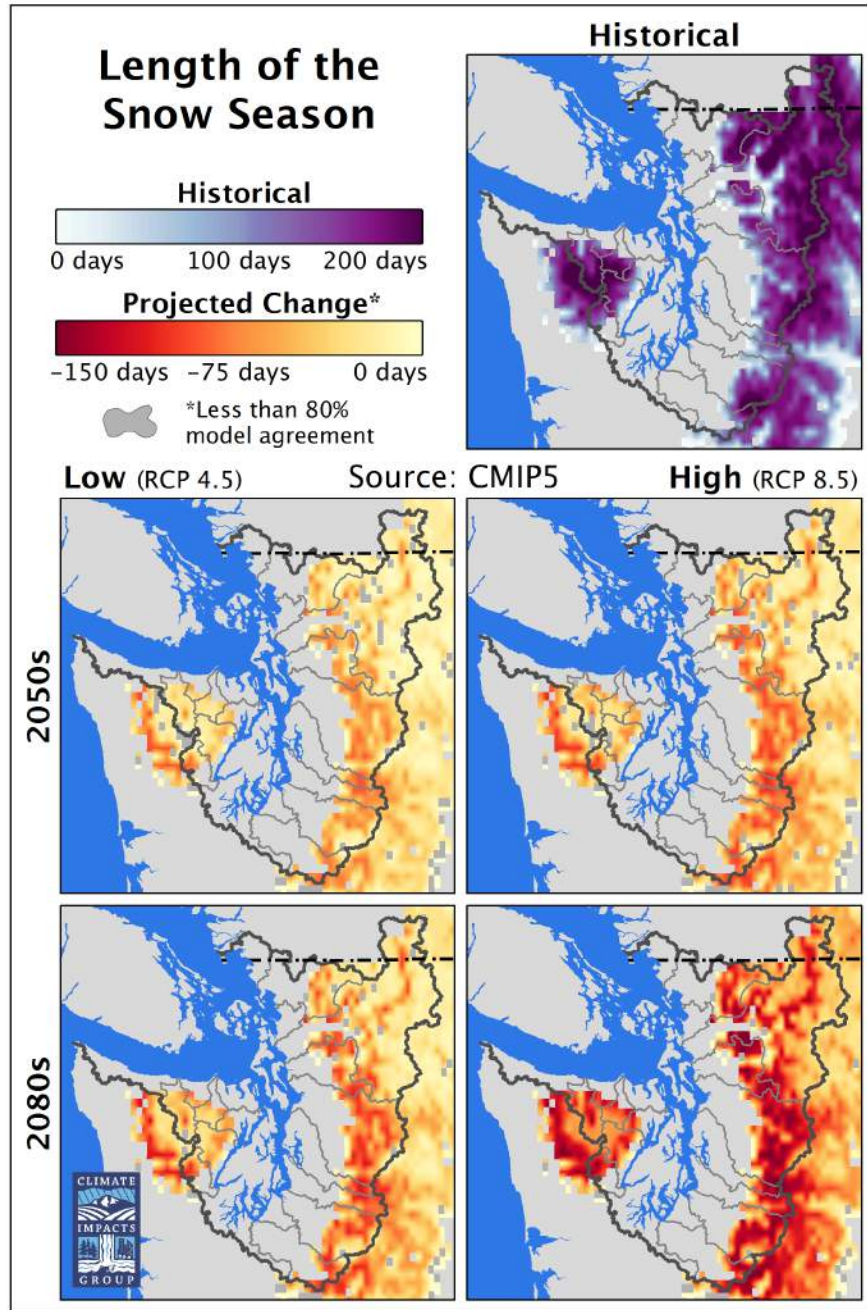 Length of the
Snow Season
Historical
Historical
0 days 100 days 200 days
Projected Change*
−150 days −75 days 0 days
*Less than 80%
model agreement
Low (RCP 4.5) Source: CMIP5 High (RCP 8.5)
2050s
2080s
CLIMATE
IMPACTS
GROUP